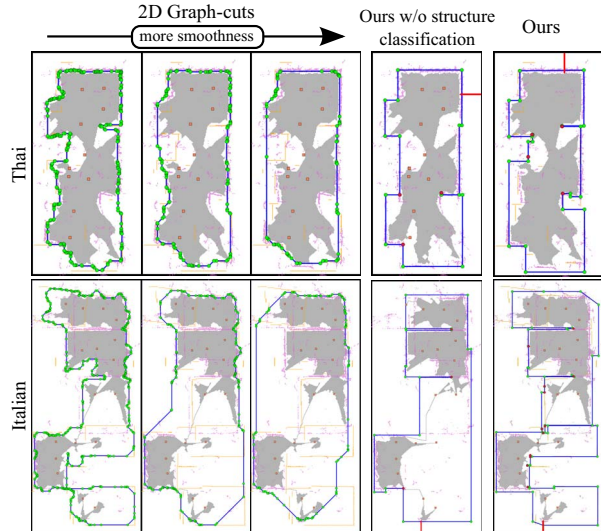 2D Graph-cuts
more smoothness
Ours w/o structure
classification
Ours
Thai
Italian